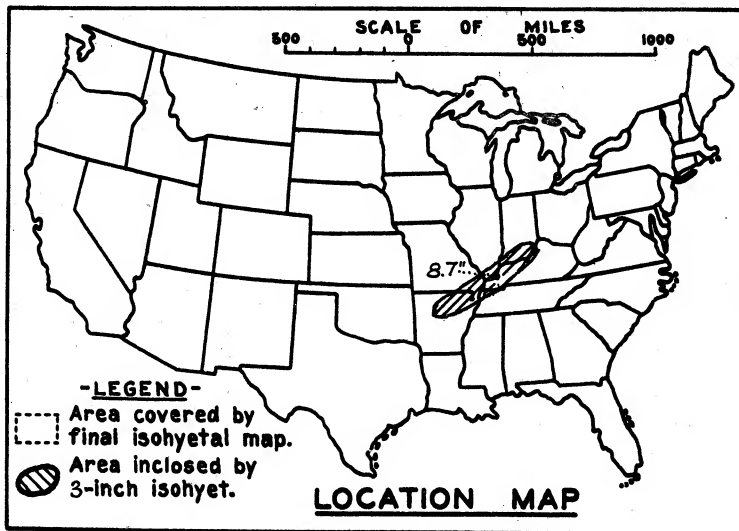 SCALE OF MILES
500 0 500 1000
8.7"
-LEGEND-
Area covered by
final isohyetal map.
Area inclosed by
3-inch isohyet.
LOCATION MAP